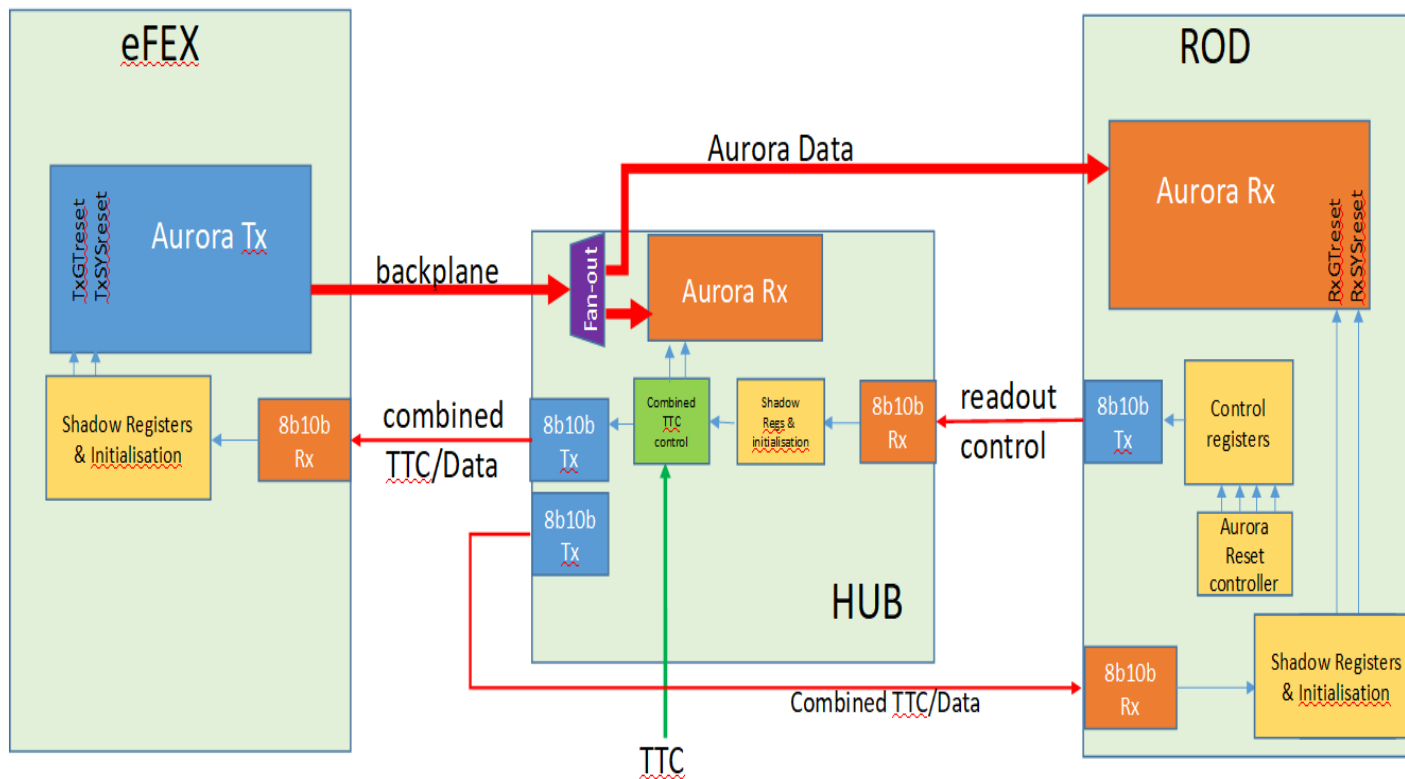 eFEX
TxGTreset
TxSYSreset
Aurora Tx
Shadow Registers
& Initialisation
8b10b
Rx
backplane
combined
TTC/Data
Aurora Data
HUB
Fan-out
Aurora Rx
8b10b
Tx
Combined
TTC
control
Shadow
Regs &
initialisation
8b10b
Rx
8b10b
Tx
TTC
readout
control
Combined TTC/Data
ROD
Aurora Rx
RxGTreset
RxSYSreset
8b10b
Tx
Control
registers
Aurora
Reset
controller
8b10b
Rx
Shadow Registers
& Initialisation